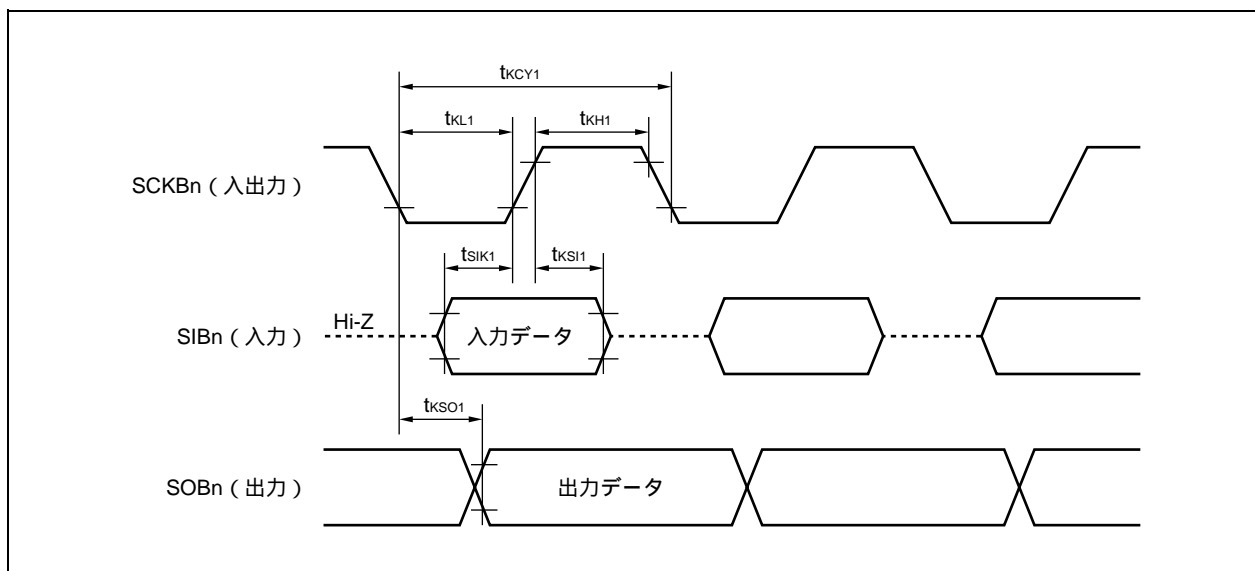 tKCY1
tKL1
tKH1
SCKBn（入出力）
tSIK1
tKSI1
SIBn（入力）
Hi-Z
入力データ
tKSO1
SOBn（出力）
出力データ